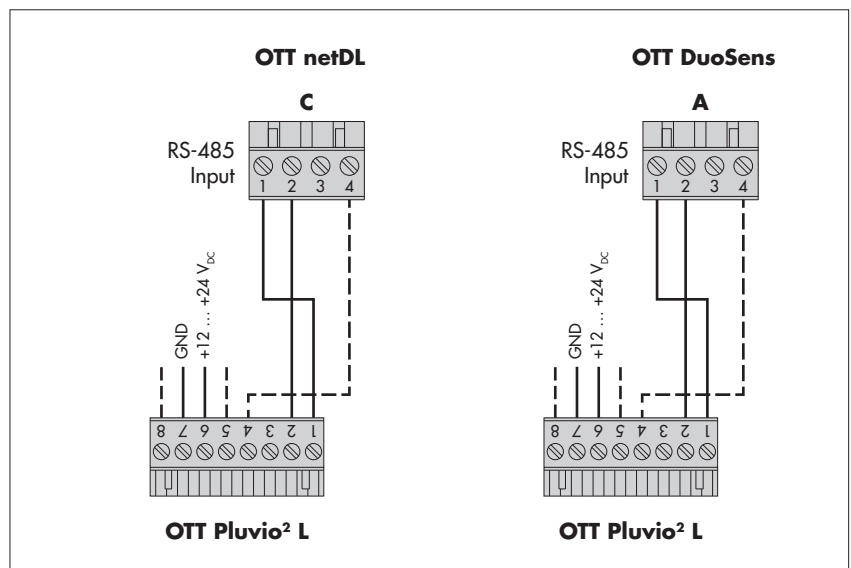 OTT netDL
C
RS-485
Input
1 2 3 4
GND
+12 ... +24 VDC
8 7 6 5 4 3 2 1
OTT Pluvio² L
OTT DuoSens
A
RS-485
Input
1 2 3 4
GND
+12 ... +24 VDC
8 7 6 5 4 3 2 1
OTT Pluvio² L